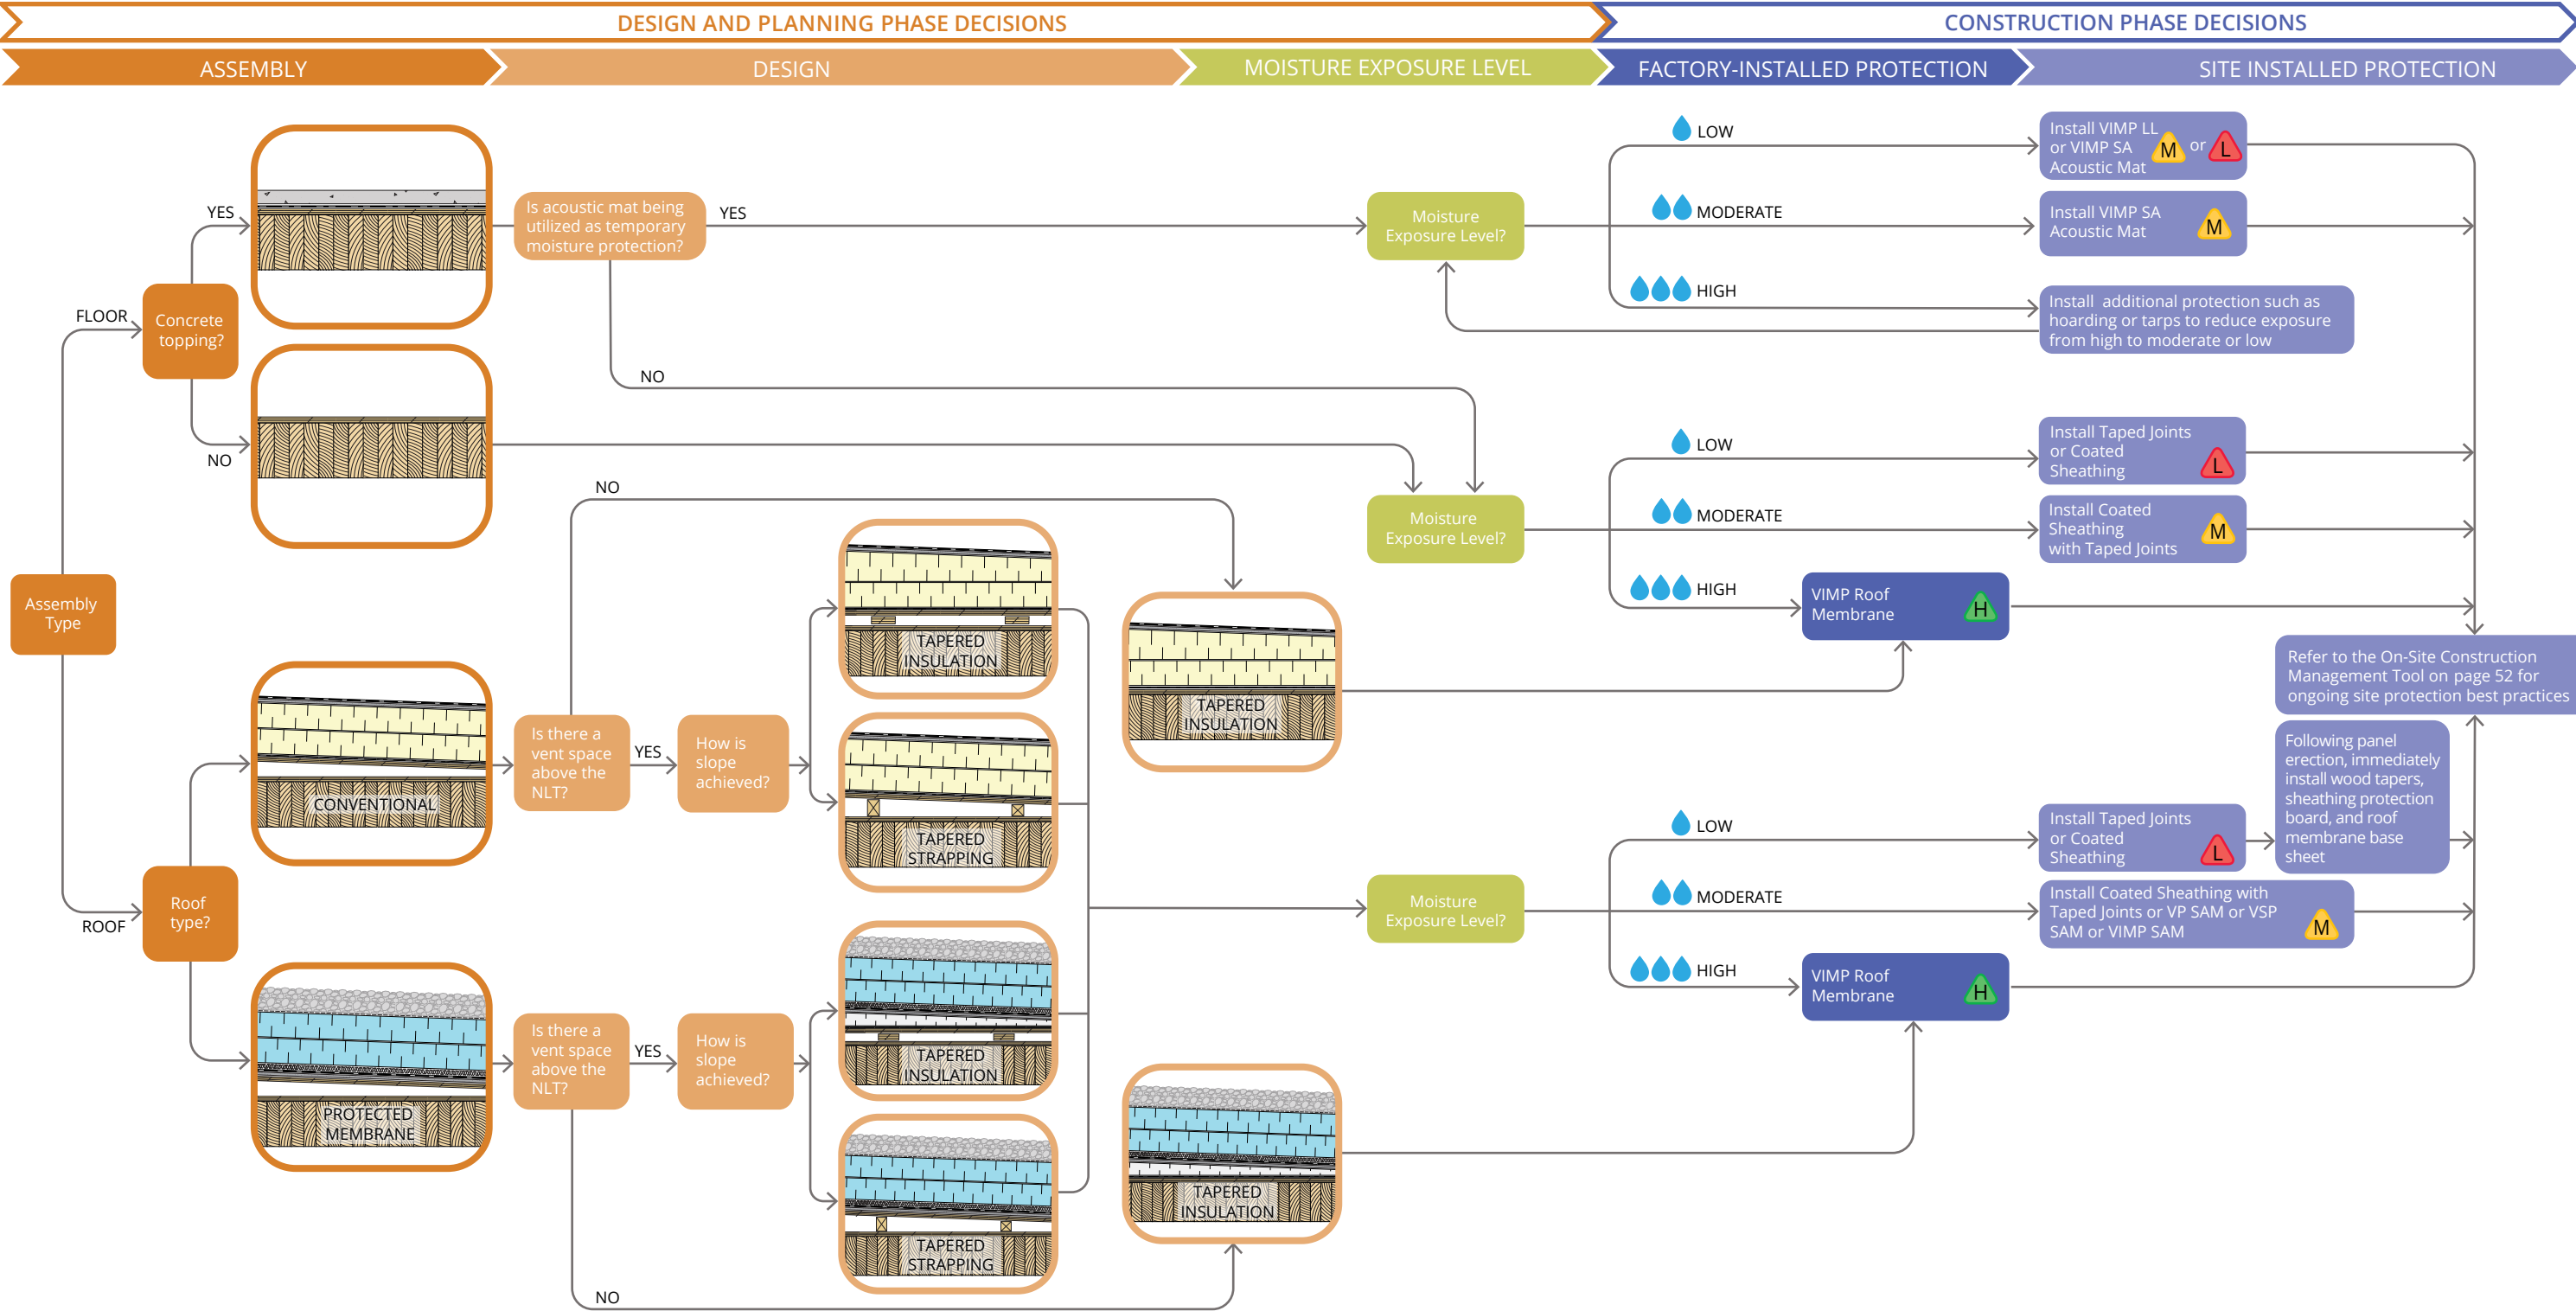 DESIGN AND PLANNING PHASE DECISIONS
CONSTRUCTION PHASE DECISIONS
ASSEMBLY
DESIGN
MOISTURE EXPOSURE LEVEL
FACTORY-INSTALLED PROTECTION
SITE INSTALLED PROTECTION
Assembly
Type
FLOOR
ROOF
Concrete
topping?
YES
NO
Is acoustic mat being
utilized as temporary
moisture protection?
YES
NO
Moisture
Exposure Level?
LOW
MODERATE
HIGH
Install VIMP LL
or VIMP SA
Acoustic Mat
M or L
Install VIMP SA
Acoustic Mat
M
Install additional protection such as
hoarding or tarps to reduce exposure
from high to moderate or low
Moisture
Exposure Level?
LOW
MODERATE
HIGH
Install Taped Joints
or Coated
Sheathing
L
Install Coated
Sheathing
with Taped Joints
M
VIMP Roof
Membrane
H
Refer to the On-Site Construction
Management Tool on page 52 for
ongoing site protection best practices
Roof
type?
CONVENTIONAL
Is there a
vent space
above the
NLT?
NO
YES
How is
slope
achieved?
TAPERED
INSULATION
TAPERED
STRAPPING
TAPERED
INSULATION
PROTECTED
MEMBRANE
Is there a
vent space
above the
NLT?
YES
NO
How is
slope
achieved?
TAPERED
INSULATION
TAPERED
STRAPPING
TAPERED
INSULATION
Moisture
Exposure Level?
LOW
MODERATE
HIGH
Install Taped Joints
or Coated
Sheathing
L
Following panel
erection, immediately
install wood tapers,
sheathing protection
board, and roof
membrane base
sheet
Install Coated Sheathing with
Taped Joints or VP SAM or VSP
SAM or VIMP SAM
M
VIMP Roof
Membrane
H